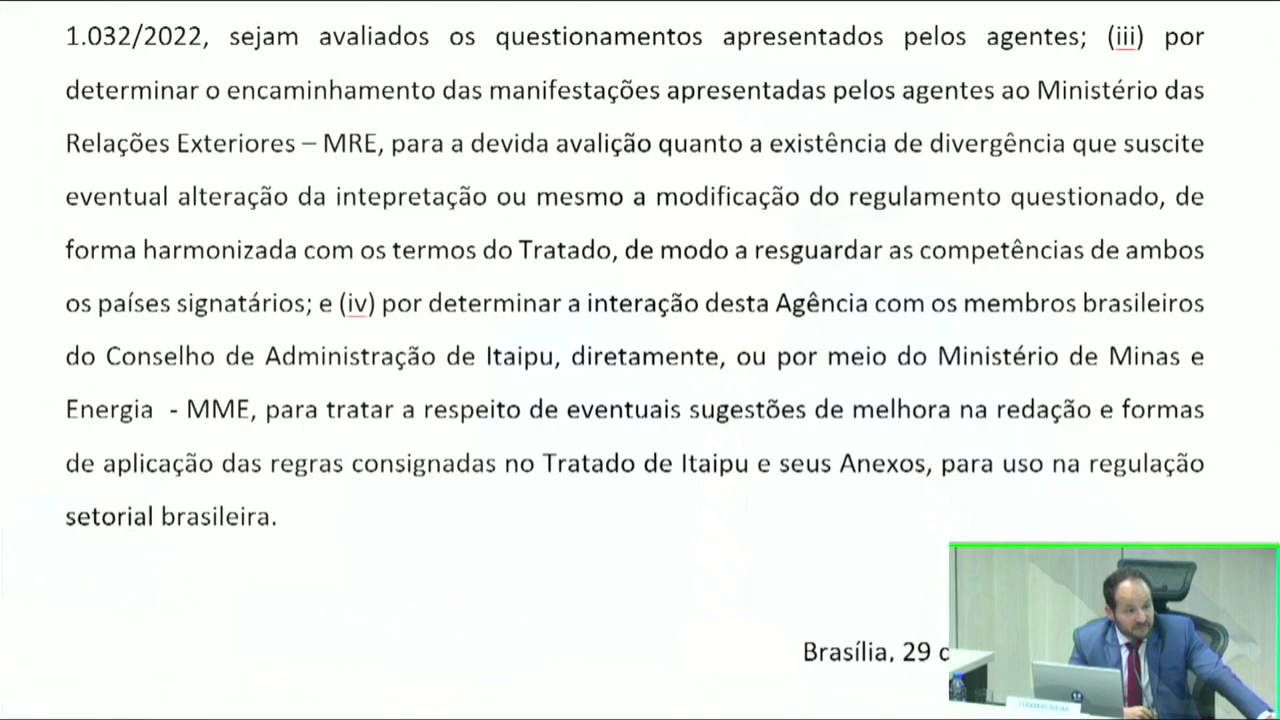 1.032/2022, sejam avaliados os questionamentos apresentados pelos agentes; (iii) por
determinar o encaminhamento das manifestações apresentadas pelos agentes ao Ministério das
Relações Exteriores – MRE, para a devida avalição quanto a existência de divergência que suscite
eventual alteração da intepretação ou mesmo a modificação do regulamento questionado, de
forma harmonizada com os termos do Tratado, de modo a resguardar as competências de ambos
os países signatários; e (iv) por determinar a interação desta Agência com os membros brasileiros
do Conselho de Administração de Itaipu, diretamente, ou por meio do Ministério de Minas e
Energia - MME, para tratar a respeito de eventuais sugestões de melhora na redação e formas
de aplicação das regras consignadas no Tratado de Itaipu e seus Anexos, para uso na regulação
setorial brasileira.
Brasília, 29